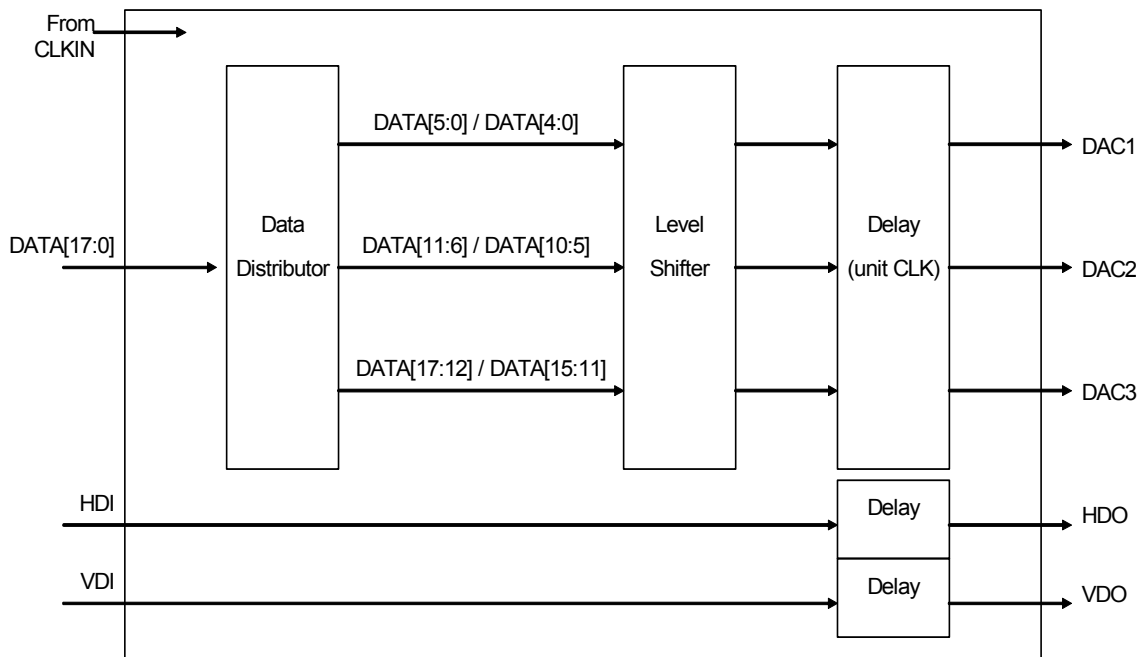 From
CLKIN
DATA[5:0] / DATA[4:0]
DAC1
DATA[17:0]
Data
Distributor
DATA[11:6] / DATA[10:5]
Level
Shifter
Delay
(unit CLK)
DAC2
DATA[17:12] / DATA[15:11]
DAC3
HDI
Delay
HDO
VDI
Delay
VDO